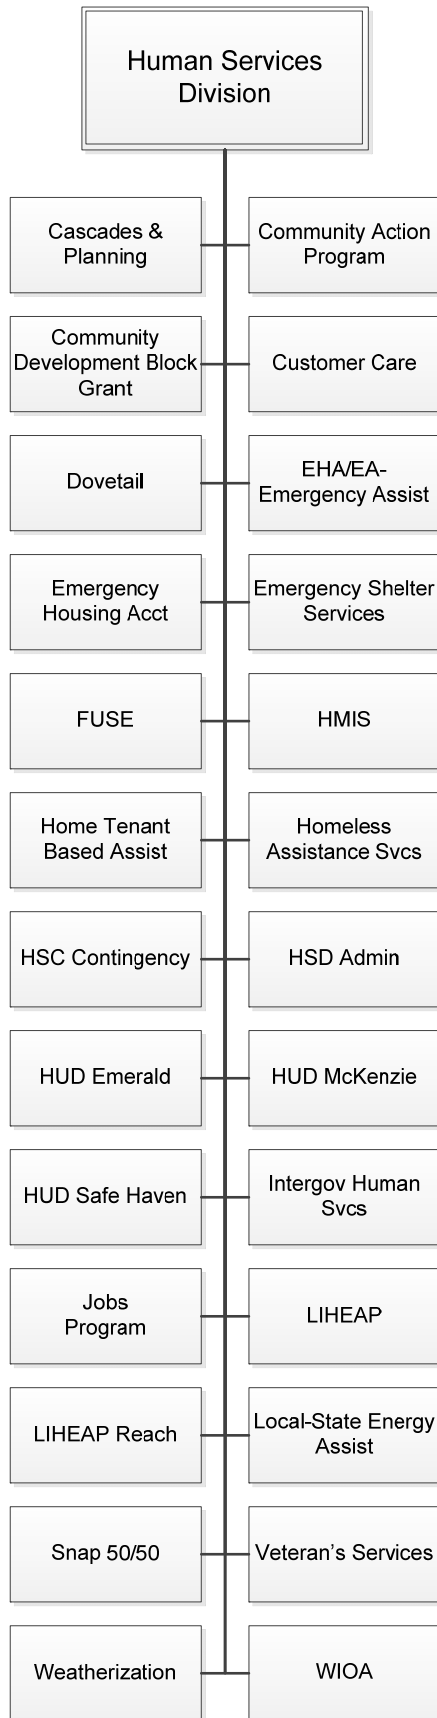 Human Services
Division
Cascades &
Planning
Community Action
Program
Community
Development Block
Grant
Customer Care
Dovetail
EHA/EA-
Emergency Assist
Emergency
Housing Acct
Emergency Shelter
Services
FUSE
HMIS
Home Tenant
Based Assist
Homeless
Assistance Svcs
HSC Contingency
HSD Admin
HUD Emerald
HUD McKenzie
HUD Safe Haven
Intergov Human
Svcs
Jobs
Program
LIHEAP
LIHEAP Reach
Local-State Energy
Assist
Snap 50/50
Veteran's Services
Weatherization
WIOA